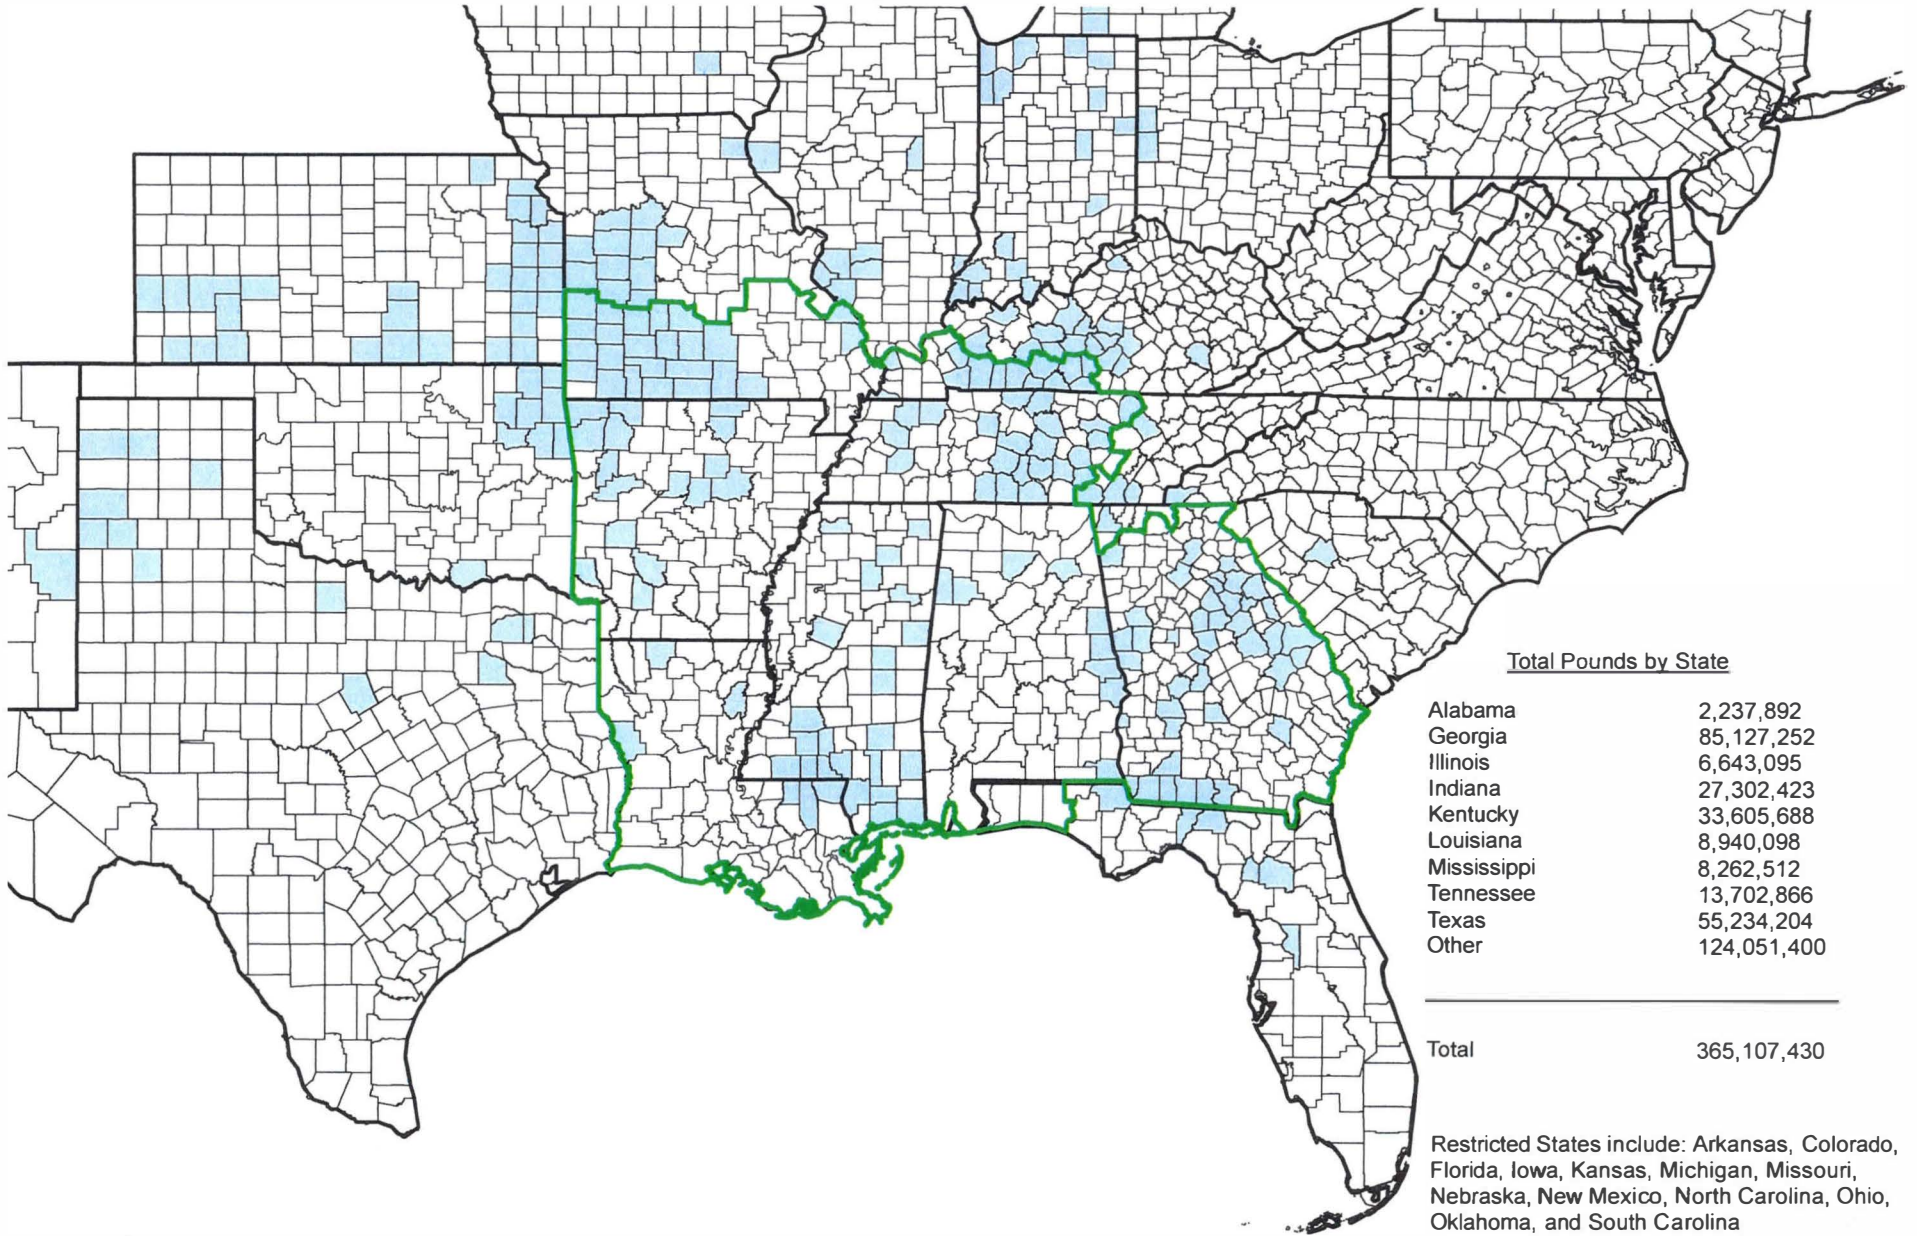 Total Pounds by State
Alabama 2,237,892
Georgia 85,127,252
Illinois 6,643,095
Indiana 27,302,423
Kentucky 33,605,688
Louisiana 8,940,098
Mississippi 8,262,512
Tennessee 13,702,866
Texas 55,234,204
Other 124,051,400
Total 365,107,430
Restricted States include: Arkansas, Colorado,
Florida, Iowa, Kansas, Michigan, Missouri,
Nebraska, New Mexico, North Carolina, Ohio,
Oklahoma, and South Carolina